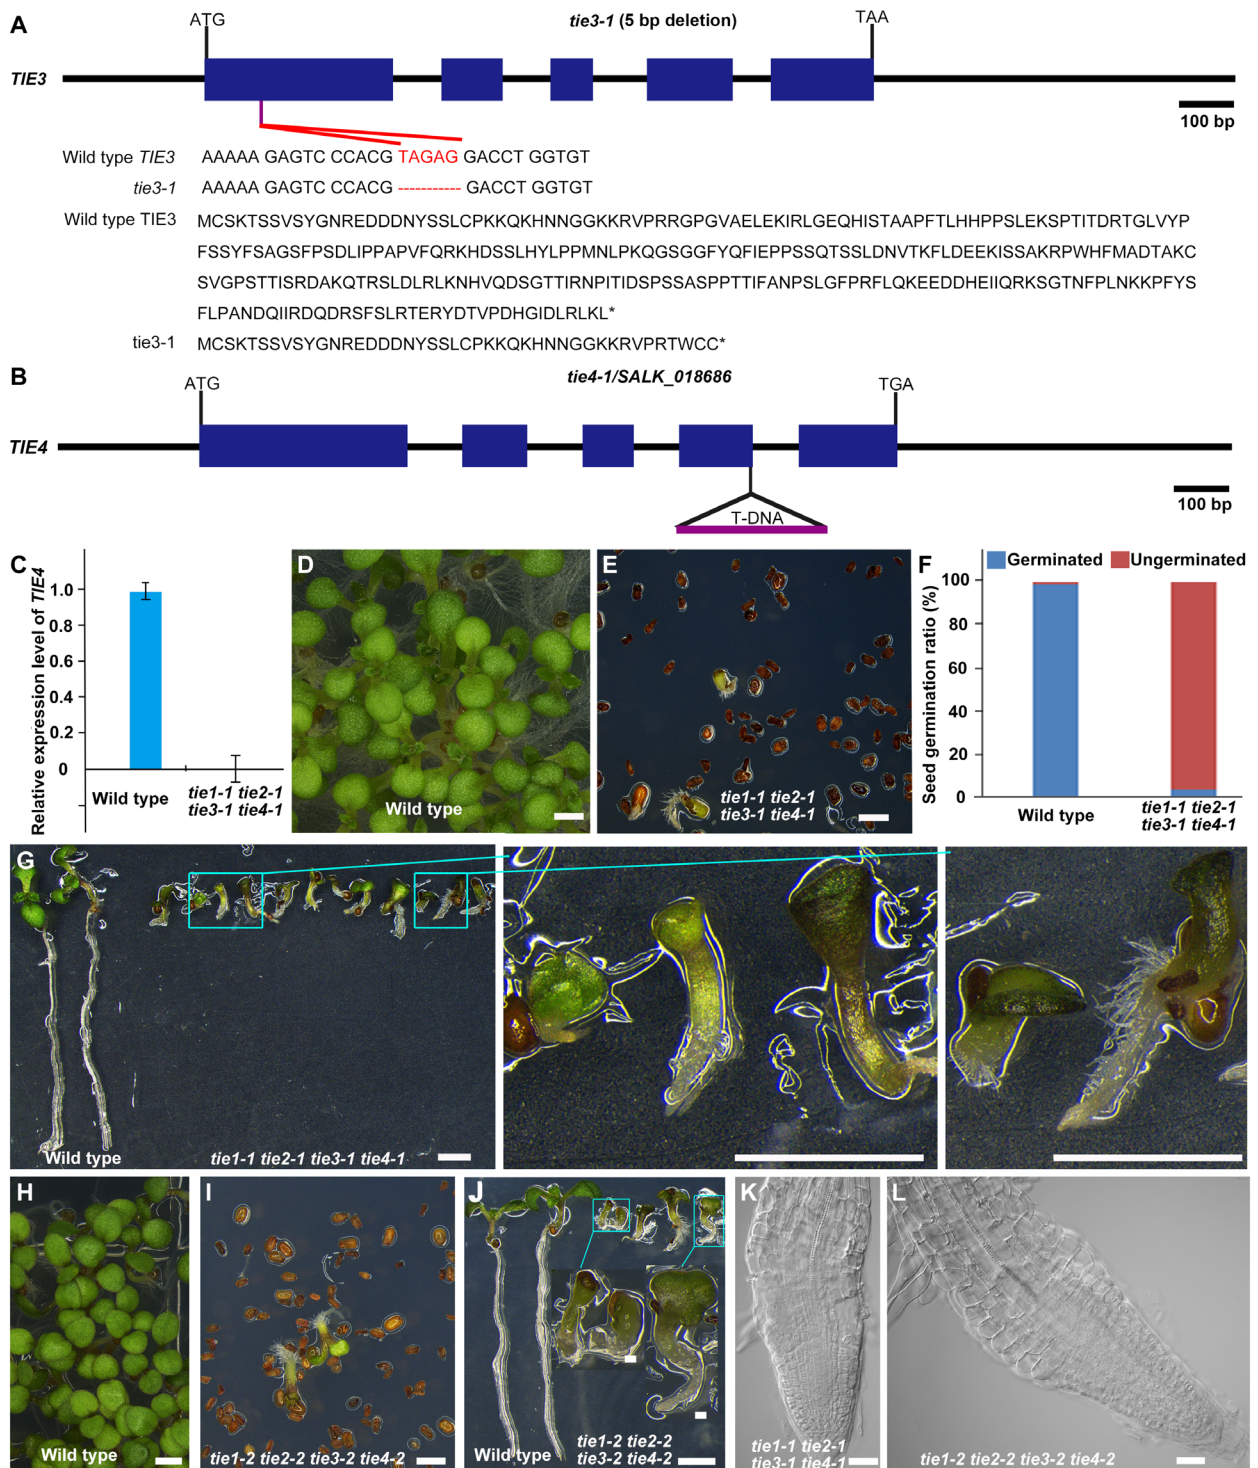 A
ATG
tie3-1 (5 bp deletion)
TAA
TIE3
100 bp
Wild type TIE3 AAAAA GAGTC CCACG TAGAG GACCT GGTGT
tie3-1 AAAAA GAGTC CCACG ----------- GACCT GGTGT
Wild type TIE3 MCSKTSSVSYGNREDDDNYSSLCPKKQKHNNGGKKRVPRRGPGVAELEKIRLGEQHISTAAPFTLHHPPSLEKSPTITDRTGLVYP
FSSYFSAGSFPSDLIPPAPVFQRKHDSSLHYLPPMNLPKQGSGGFYQFIEPPSSQTSSLDNVTKFLDEEKISSAKRPWHFMADTAKC
SVGPSTTISRDAKQTRSLDLRLKNHVQDSGTTIRNPITIDSPSSASPPTTIFANPSLGFPRFLQKEEDDHEIIQRKSGTNFPLNKKPFYS
FLPANDQIIRDQDRSFSLRTERYDTVPDHGIDLRLKL*
tie3-1 MCSKTSSVSYGNREDDDNYSSLCPKKQKHNNGGKKRVPRTWCC*
B
ATG
tie4-1/SALK_018686
TGA
TIE4
100 bp
T-DNA
C
Relative expression level of TIE4
1.0
0.8
0.6
0.4
0.2
0
Wild type
tie1-1 tie2-1
tie3-1 tie4-1
D
Wild type
E
tie1-1 tie2-1
tie3-1 tie4-1
F
Germinated
Ungerminated
Seed germination ratio (%)
100
80
60
40
20
0
Wild type
tie1-1 tie2-1
tie3-1 tie4-1
G
Wild type
tie1-1 tie2-1 tie3-1 tie4-1
H
Wild type
I
tie1-2 tie2-2 tie3-2 tie4-2
J
Wild type
tie1-2 tie2-2
tie3-2 tie4-2
K
tie1-1 tie2-1
tie3-1 tie4-1
L
tie1-2 tie2-2 tie3-2 tie4-2